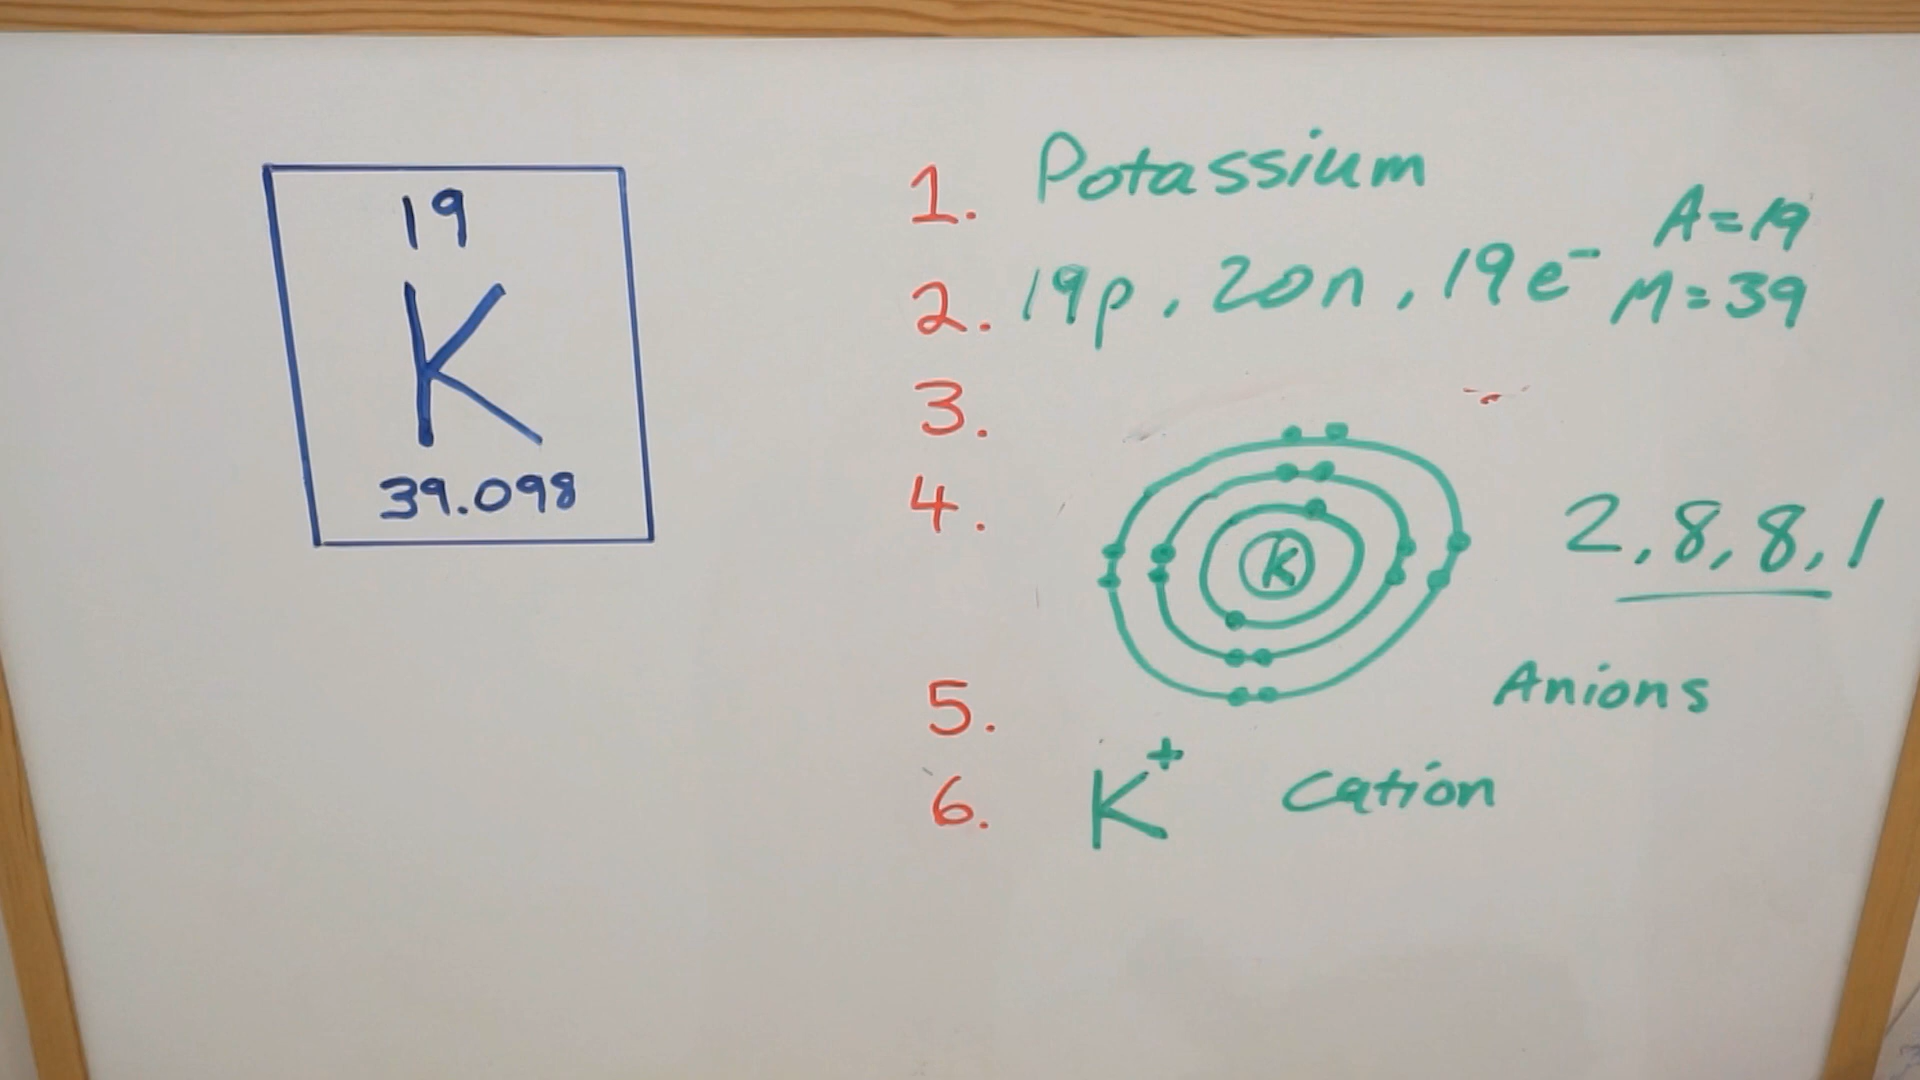 19
K
39.098
1. Potassium
A=19
2. 19p, 20n, 19e⁻ M=39
3.
4.
K
2,8,8,1
5.
Anions
6. K⁺ Cation